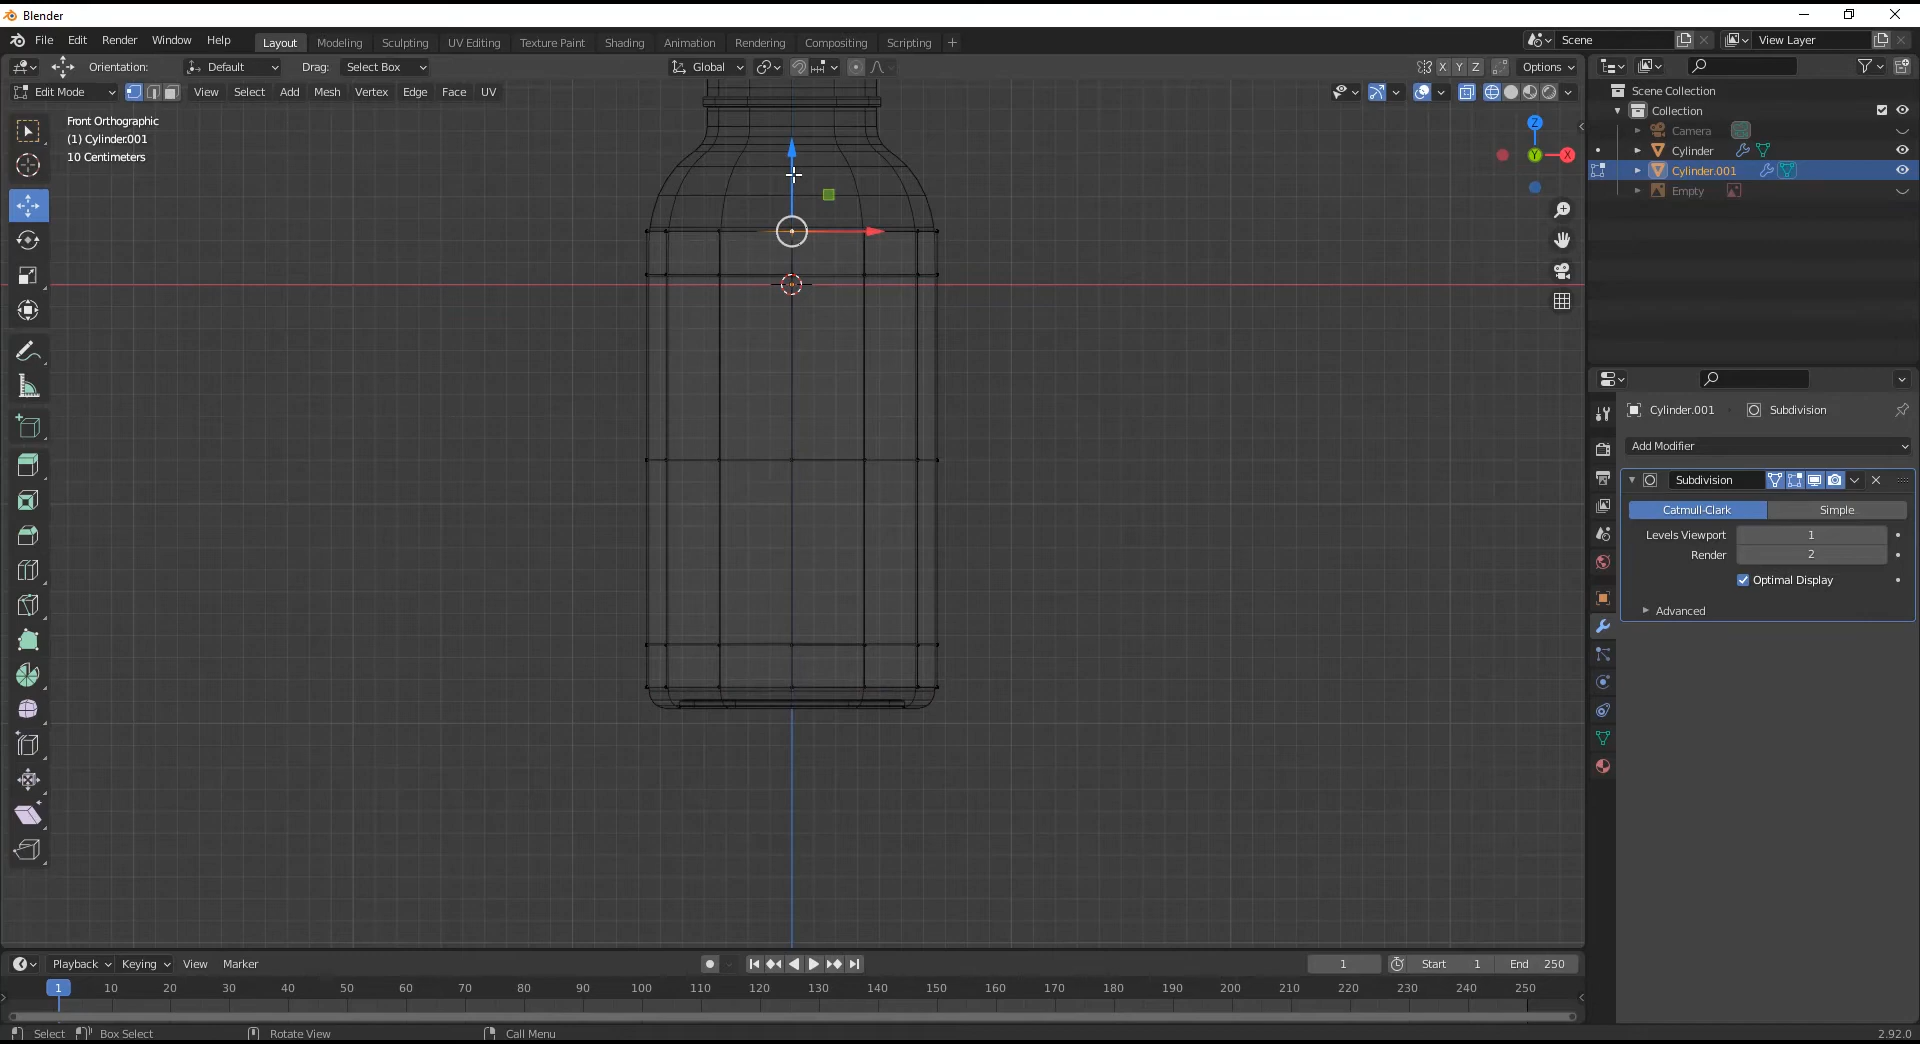 Blender
File Edit Render Window Help
Layout Modeling Sculpting UV Editing Texture Paint Shading Animation Rendering Compositing Scripting +
Scene
View Layer
Orientation: Default Drag: Select Box
Global
X Y Z Options
Edit Mode View Select Add Mesh Vertex Edge Face UV
Front Orthographic
(1) Cylinder.001
10 Centimeters
Z
Y
X
Scene Collection
Collection
Camera
Cylinder
Cylinder.001
Empty
Cylinder.001 Subdivision
Add Modifier
Subdivision
Catmull-Clark Simple
Levels Viewport 1
Render 2
Optimal Display
Advanced
Playback Keying View Marker
1 Start 1 End 250
1 10 20 30 40 50 60 70 80 90 100 110 120 130 140 150 160 170 180 190 200 210 220 230 240 250
Select Box Select Rotate View Call Menu
2.92.0